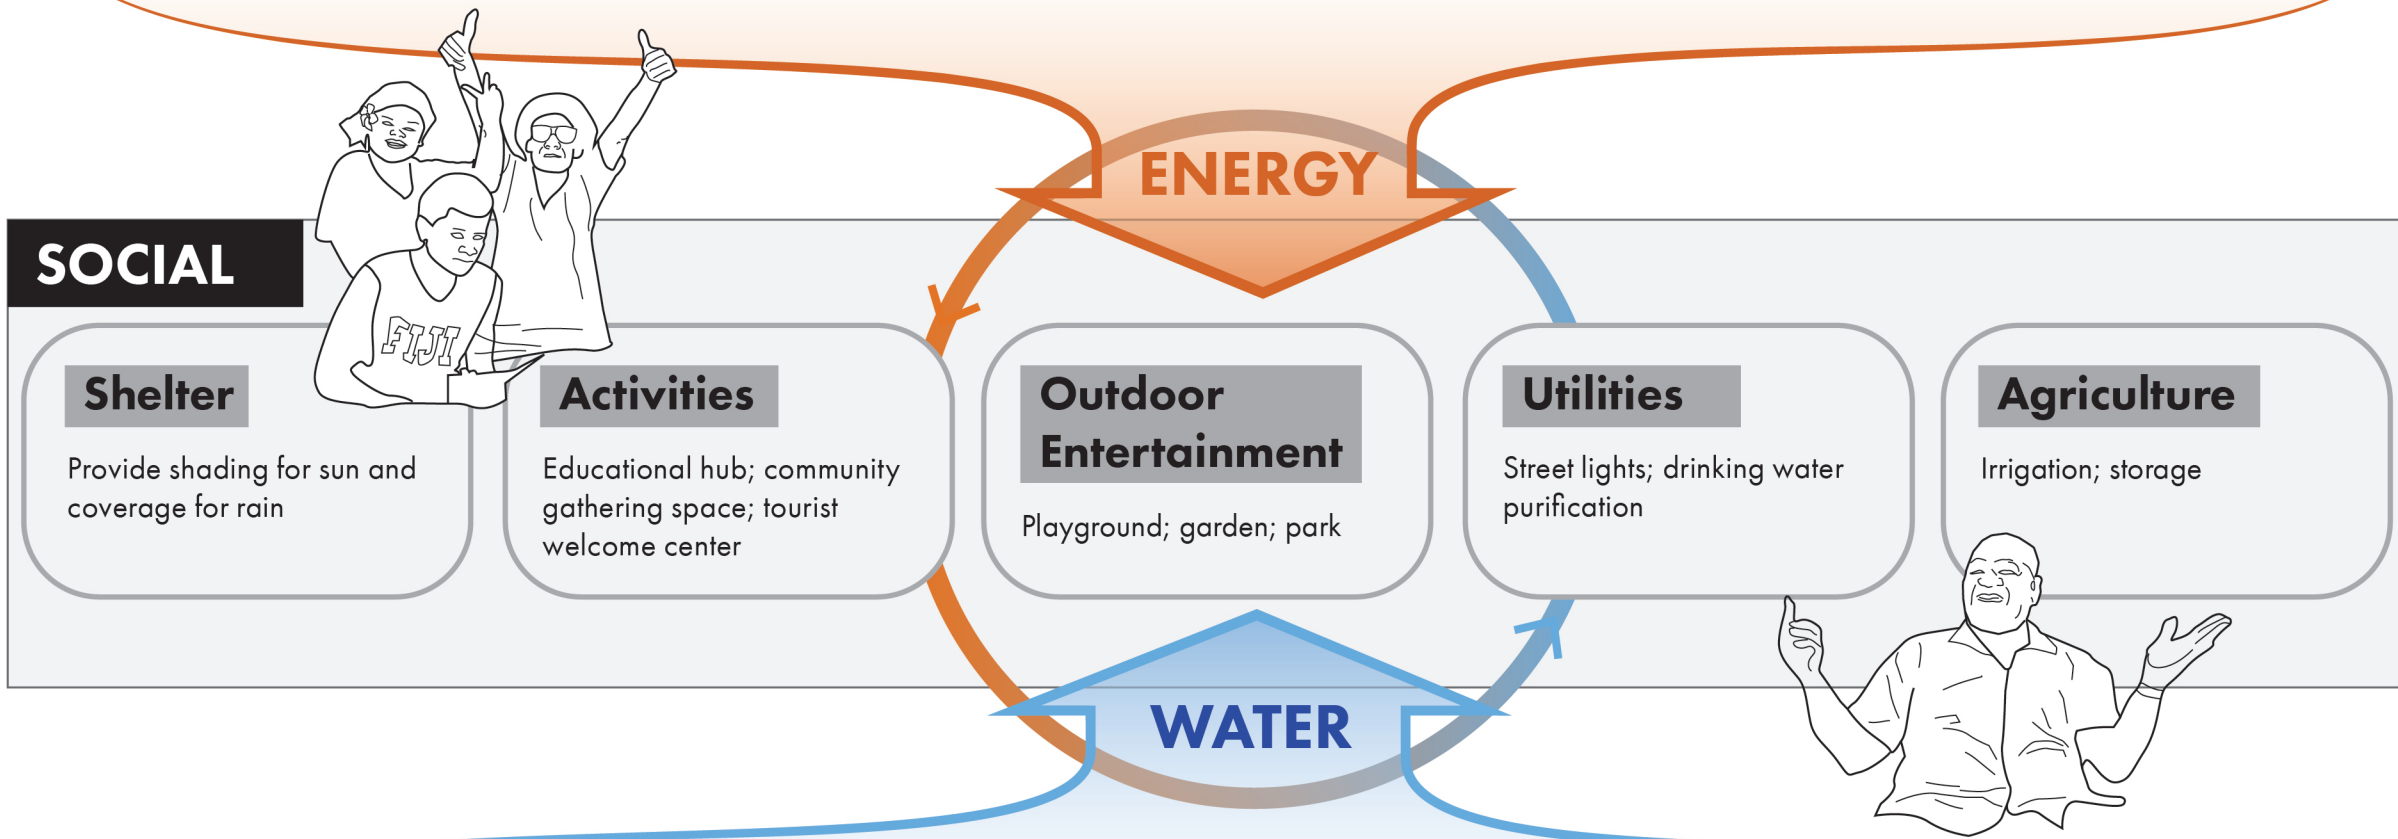 ENERGY
SOCIAL
FIJI
Shelter
Provide shading for sun and
coverage for rain
Activities
Educational hub; community
gathering space; tourist
welcome center
Outdoor
Entertainment
Playground; garden; park
Utilities
Street lights; drinking water
purification
Agriculture
Irrigation; storage
WATER